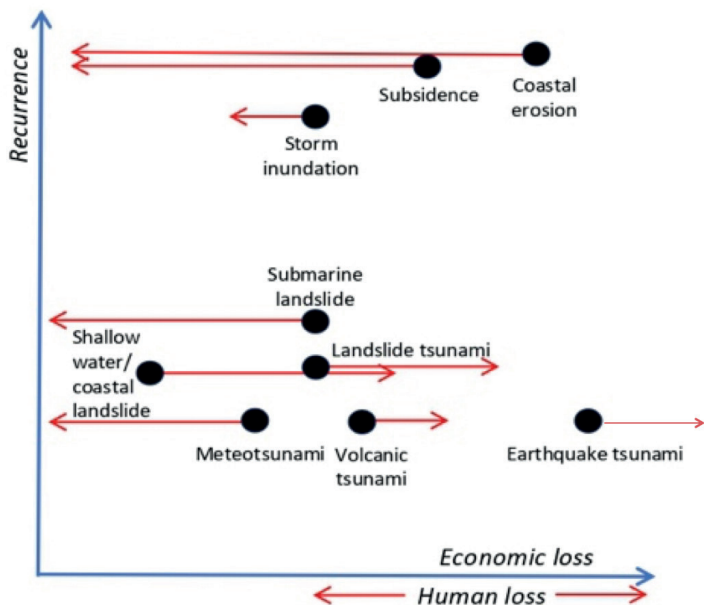 Recurrence
Subsidence
Coastal
erosion
Storm
inundation
Submarine
landslide
Shallow
water/
coastal
landslide
Landslide tsunami
Meteotsunami
Volcanic
tsunami
Earthquake tsunami
Economic loss
Human loss